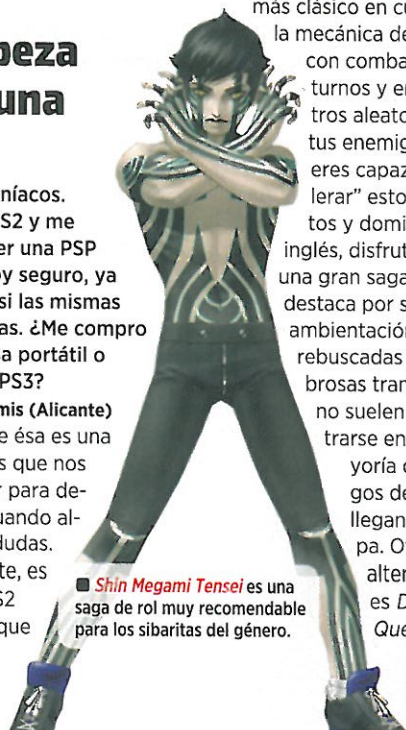 beza
una
níacos.
S2 y me
er una PSP
y seguro, ya
si las mismas
as. ¿Me compro
a portátil o
PS3?
mis (Alicante)
e ésa es una
s que nos
r para de-
uando al-
dudas.
te, es
S2
que
más clásico en cu
la mecánica de
con combat
turnos y en
tros aleato
tus enemig
eres capaz
lerar” esto
tos y domi
inglés, disfrut
una gran saga
destaca por s
ambientación
rebuscadas
brosas tran
no suelen
trarse en
yoría d
gos de
llegan
pa. Ot
alter
es D
Que
Shin Megami Tensei es una
saga de rol muy recomendable
para los sibaritas del género.